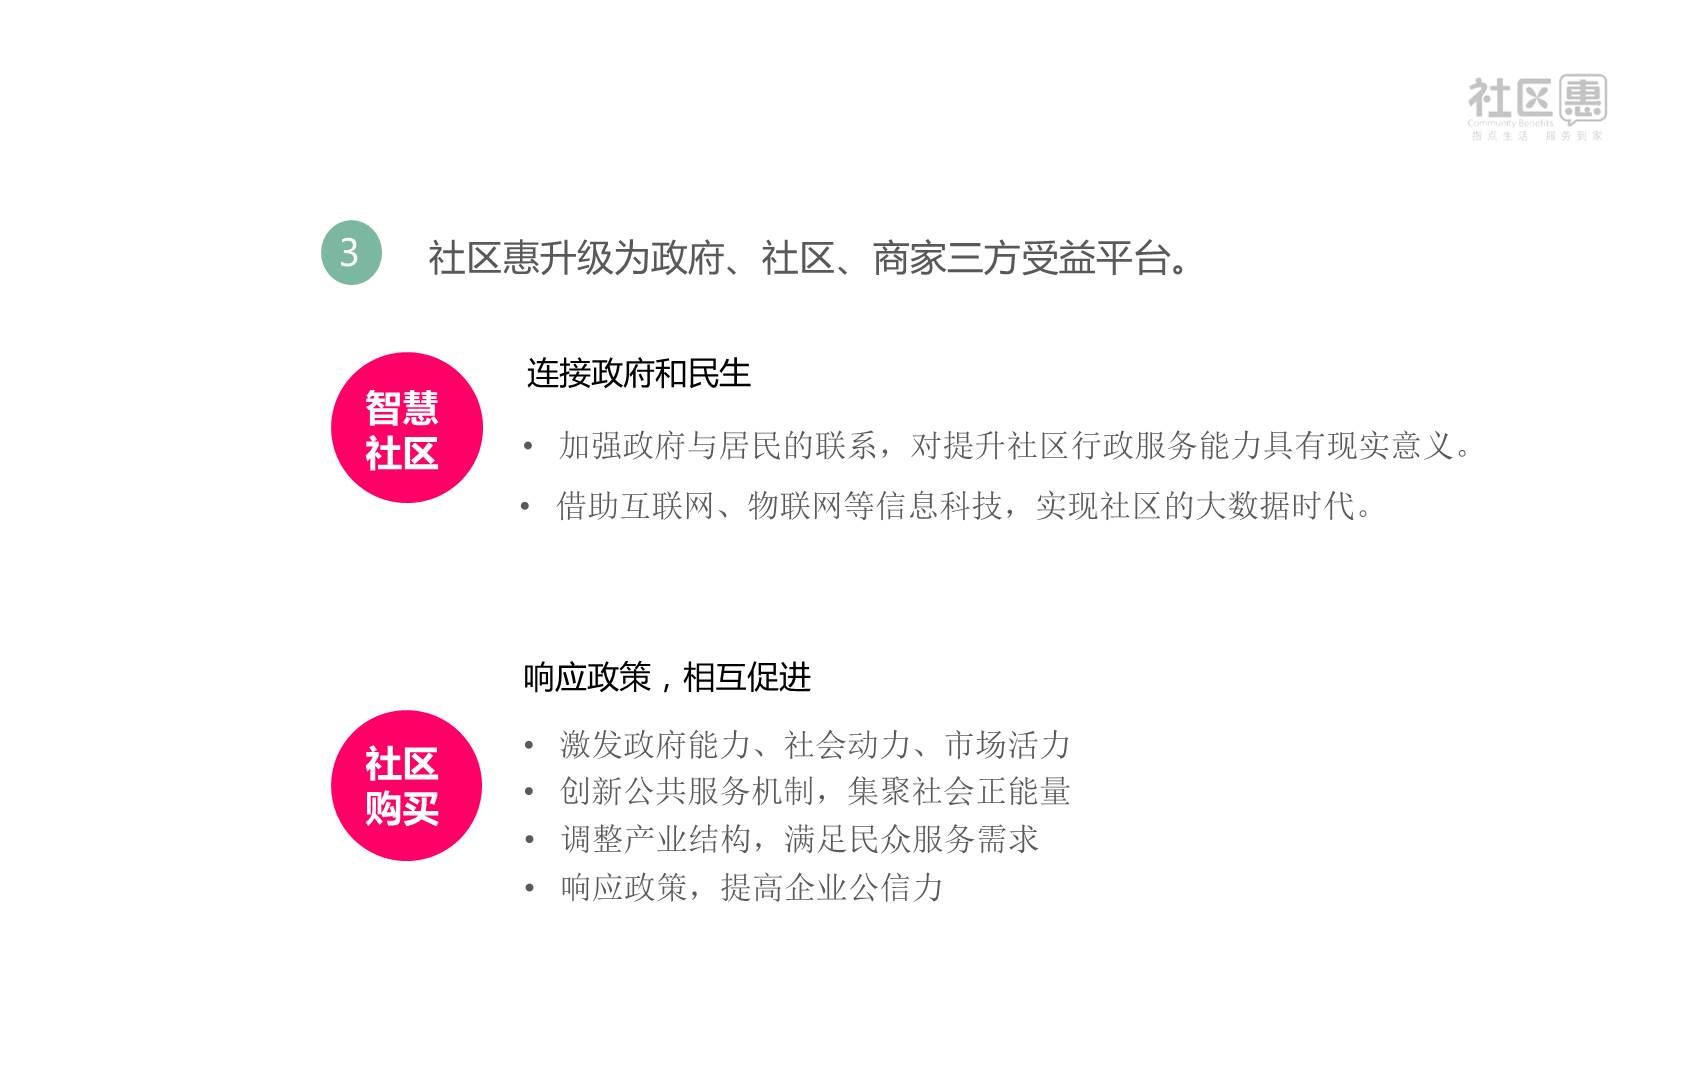 社区惠
Community Benefits
指点生活 服务到家
3
社区惠升级为政府、社区、商家三方受益平台。
智慧
社区
连接政府和民生
• 加强政府与居民的联系，对提升社区行政服务能力具有现实意义。
• 借助互联网、物联网等信息科技，实现社区的大数据时代。
响应政策，相互促进
社区
购买
• 激发政府能力、社会动力、市场活力
• 创新公共服务机制，集聚社会正能量
• 调整产业结构，满足民众服务需求
• 响应政策，提高企业公信力